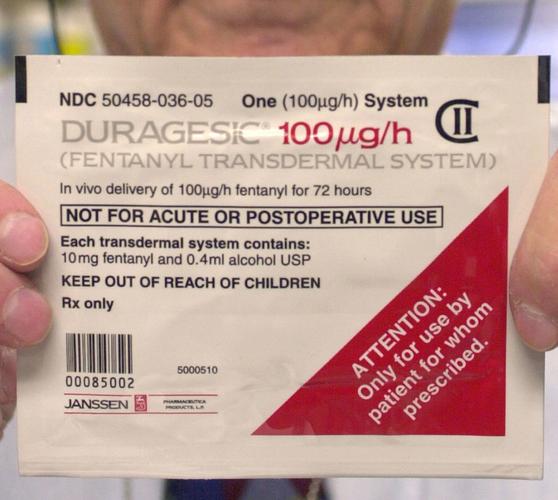 NDC 50458-036-05 One (100µg/h) System
CII
DURAGESIC® 100µg/h
(FENTANYL TRANSDERMAL SYSTEM)
In vivo delivery of 100µg/h fentanyl for 72 hours
NOT FOR ACUTE OR POSTOPERATIVE USE
Each transdermal system contains:
10mg fentanyl and 0.4ml alcohol USP
KEEP OUT OF REACH OF CHILDREN
Rx only
ATTENTION:
Only for use by
patient for whom
prescribed.
5000510
00085002
JANSSEN
PHARMACEUTICA
PRODUCTS, L.P.